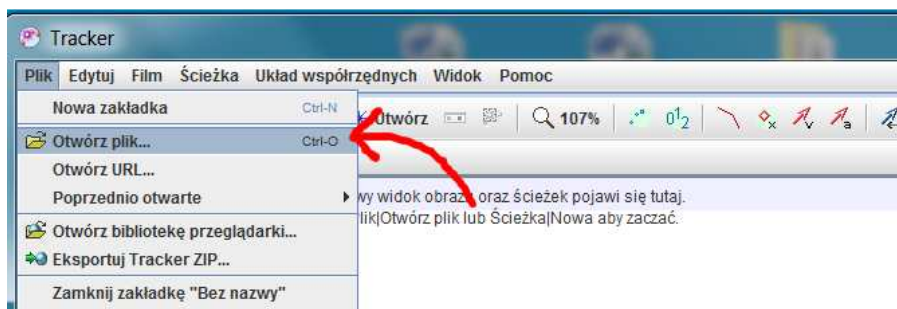 Tracker
Plik Edytuj Film Ścieżka Układ współrzędnych Widok Pomoc
Nowa zakładka Ctrl-N
Otwórz 107%
Otwórz plik... Ctrl-O
Otwórz URL...
Poprzednio otwarte
wy widok obrazu oraz ścieżek pojawi się tutaj.
lik|Otwórz plik lub Ścieżka|Nowa aby zaczać.
Otwórz bibliotekę przeglądarki...
Eksportuj Tracker ZIP...
Zamknij zakładkę "Bez nazwy"